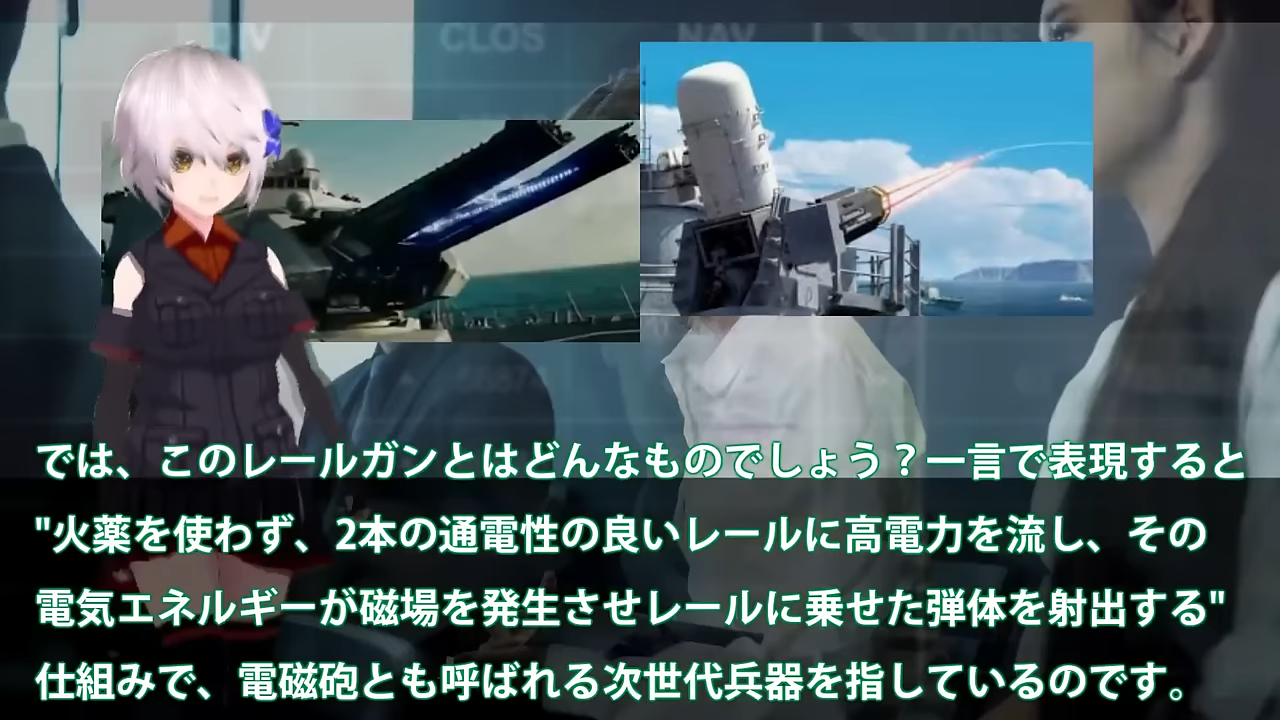 CLOS
NAV
では、このレールガンとはどんなものでしょう？一言で表現すると
"火薬を使わず、2本の通電性の良いレールに高電力を流し、その
電気エネルギーが磁場を発生させレールに乗せた弾体を射出する"
仕組みで、電磁砲とも呼ばれる次世代兵器を指しているのです。